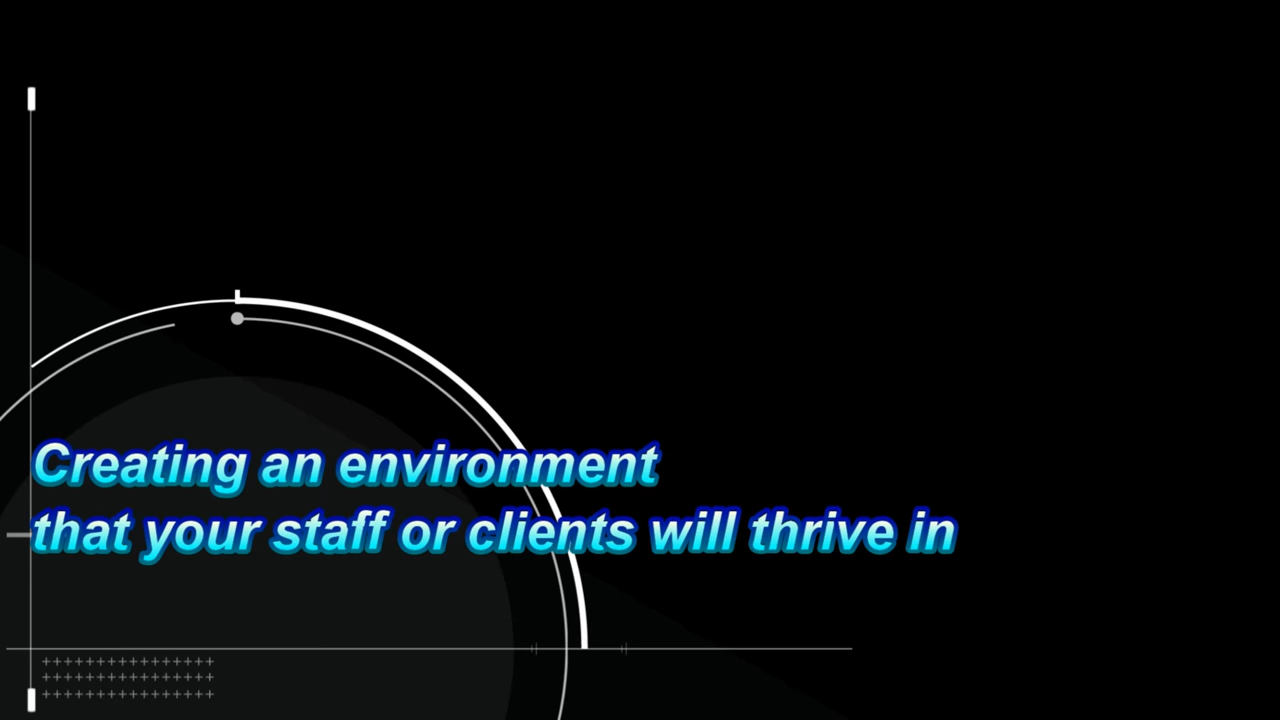 Creating an environment
that your staff or clients will thrive in